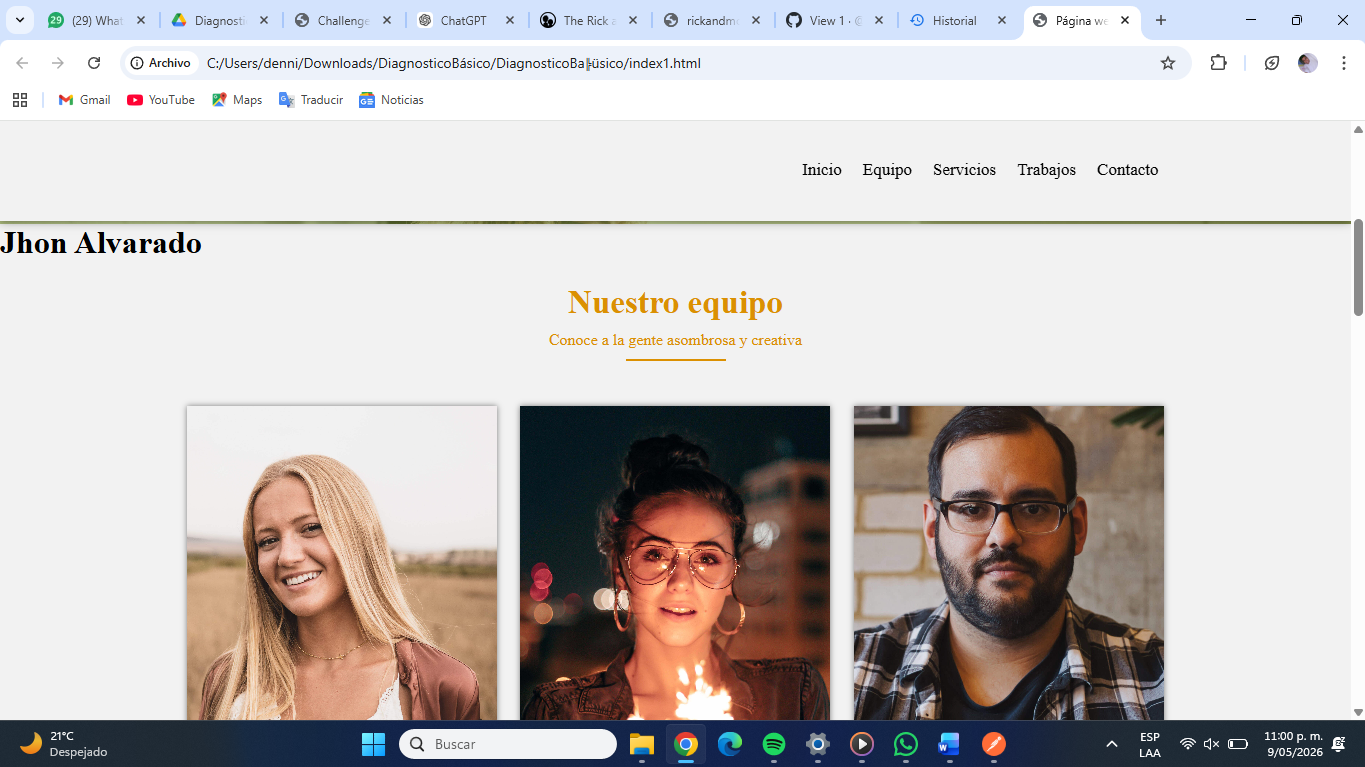 (29) What
Diagnosti
Challenge
ChatGPT
The Rick a
rickandm
View 1 · @
Historial
Página we
Archivo
C:/Users/denni/Downloads/DiagnosticoBásico/DiagnosticoBa├üsico/index1.html
Gmail
YouTube
Maps
Traducir
Noticias
Inicio
Equipo
Servicios
Trabajos
Contacto
Jhon Alvarado
Nuestro equipo
Conoce a la gente asombrosa y creativa
21°C
Despejado
Buscar
ESP
LAA
11:00 p. m.
9/05/2026